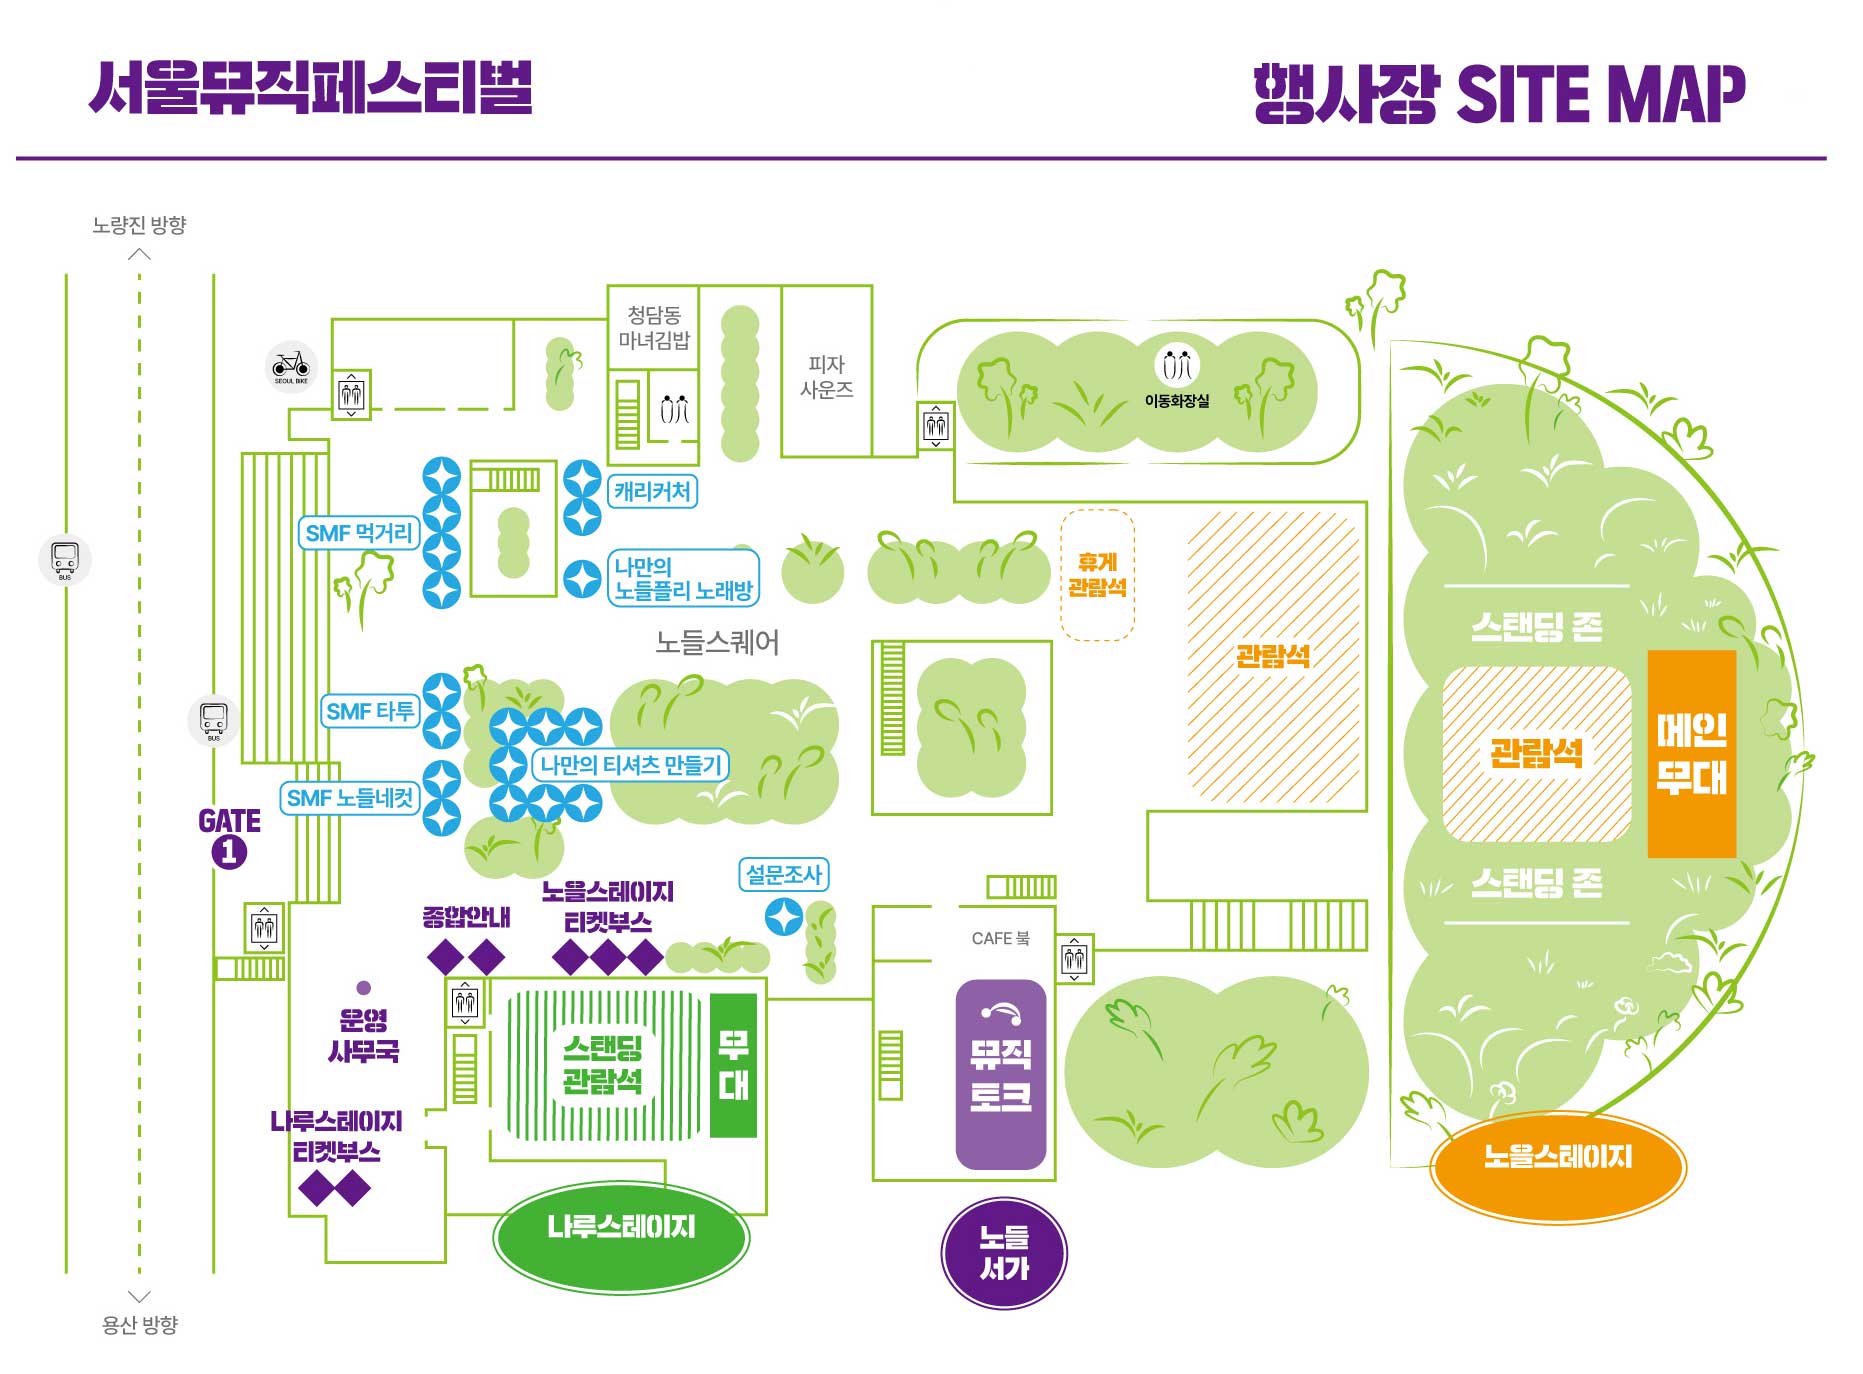 서울뮤직페스티벌
행사장 SITE MAP
노량진 방향
청담동
마녀김밥
피자
사운즈
SEOUL BIKE
이동화장실
캐리커처
SMF 먹거리
BUS
나만의
노들플리 노래방
휴게
관람석
노들스퀘어
관람석
스탠딩 존
SMF 타투
BUS
나만의 티셔츠 만들기
관람석
메인
무대
SMF 노들네컷
GATE
1
설문조사
스탠딩 존
노을스테이지
티켓부스
종합안내
CAFE 붘
운영
사무국
스탠딩
관람석
무
대
뮤직
토크
나루스테이지
티켓부스
노을스테이지
나루스테이지
노들
서가
용산 방향